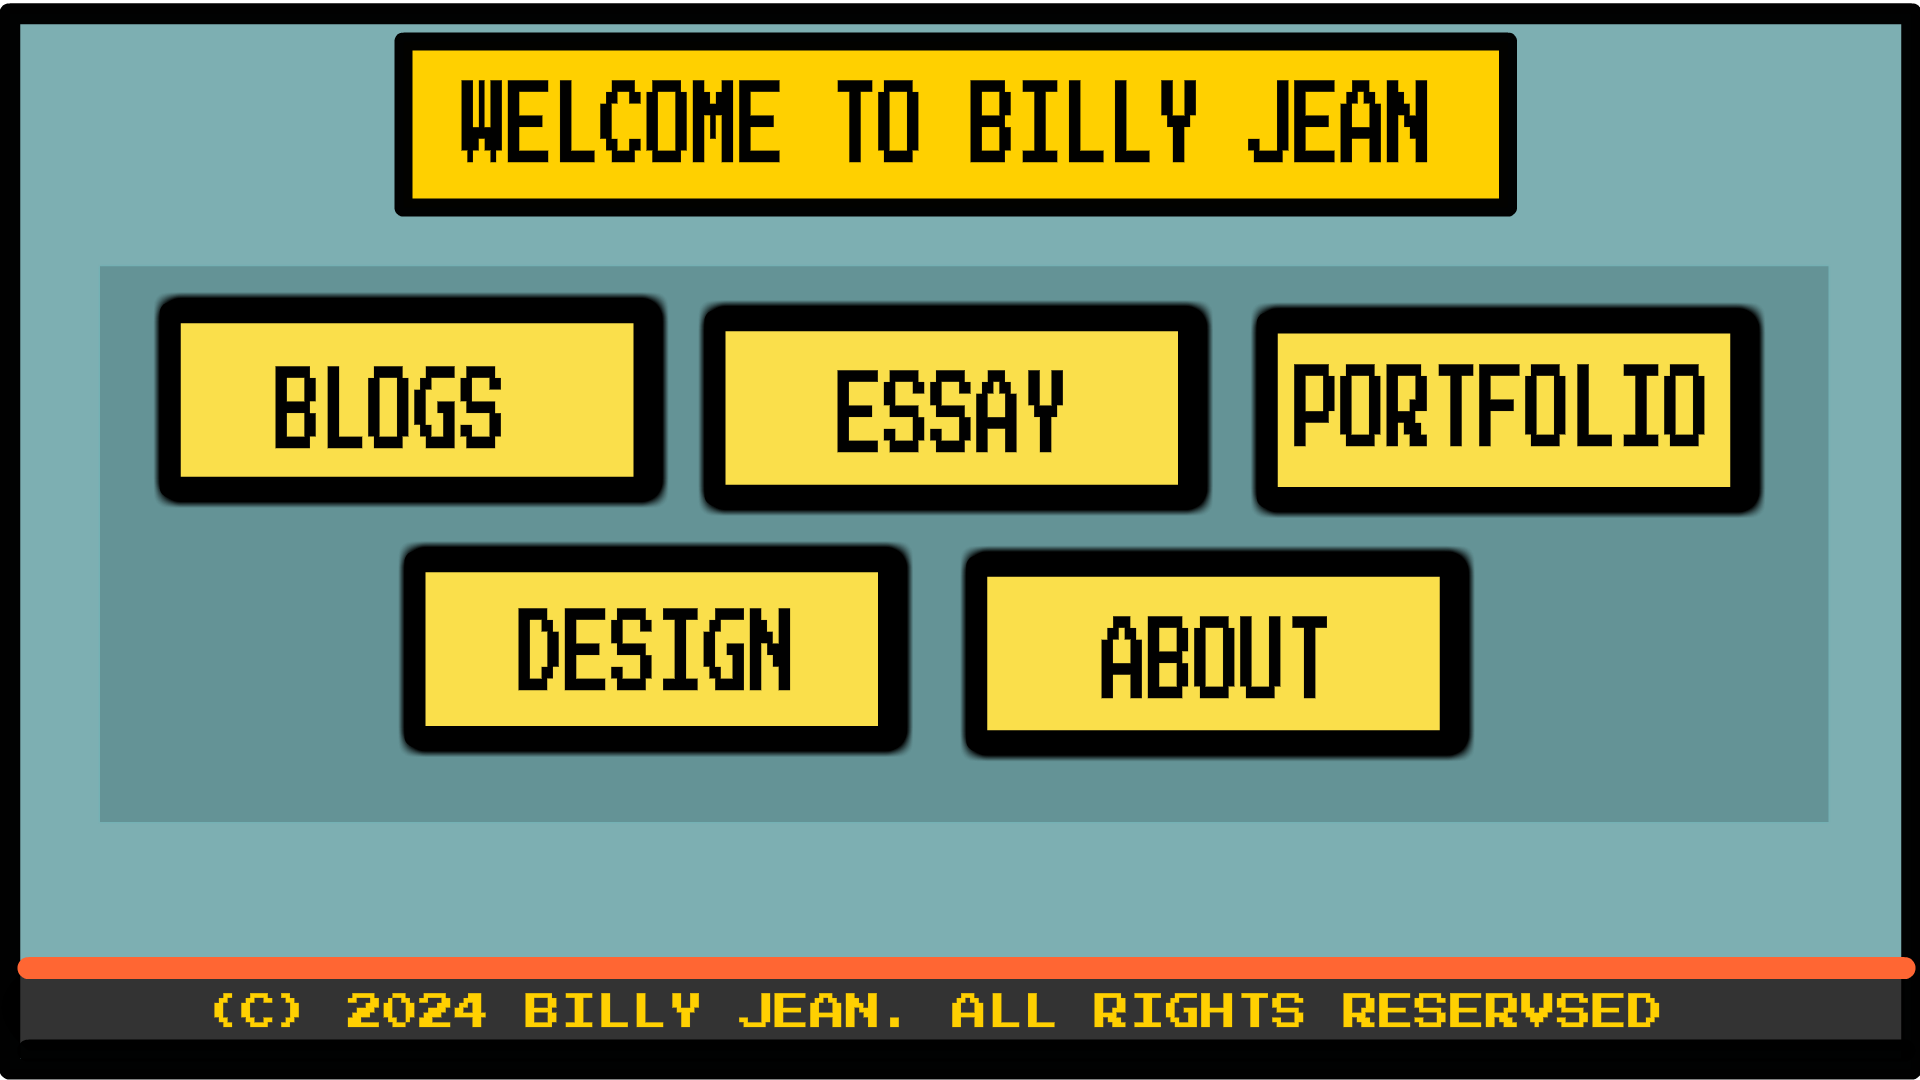 WELCOME TO BILLY JEAN
BLOGS
ESSAY
PORTFOLIO
DESIGN
ABOUT
(C) 2024 BILLY JEAN. ALL RIGHTS RESERVSED